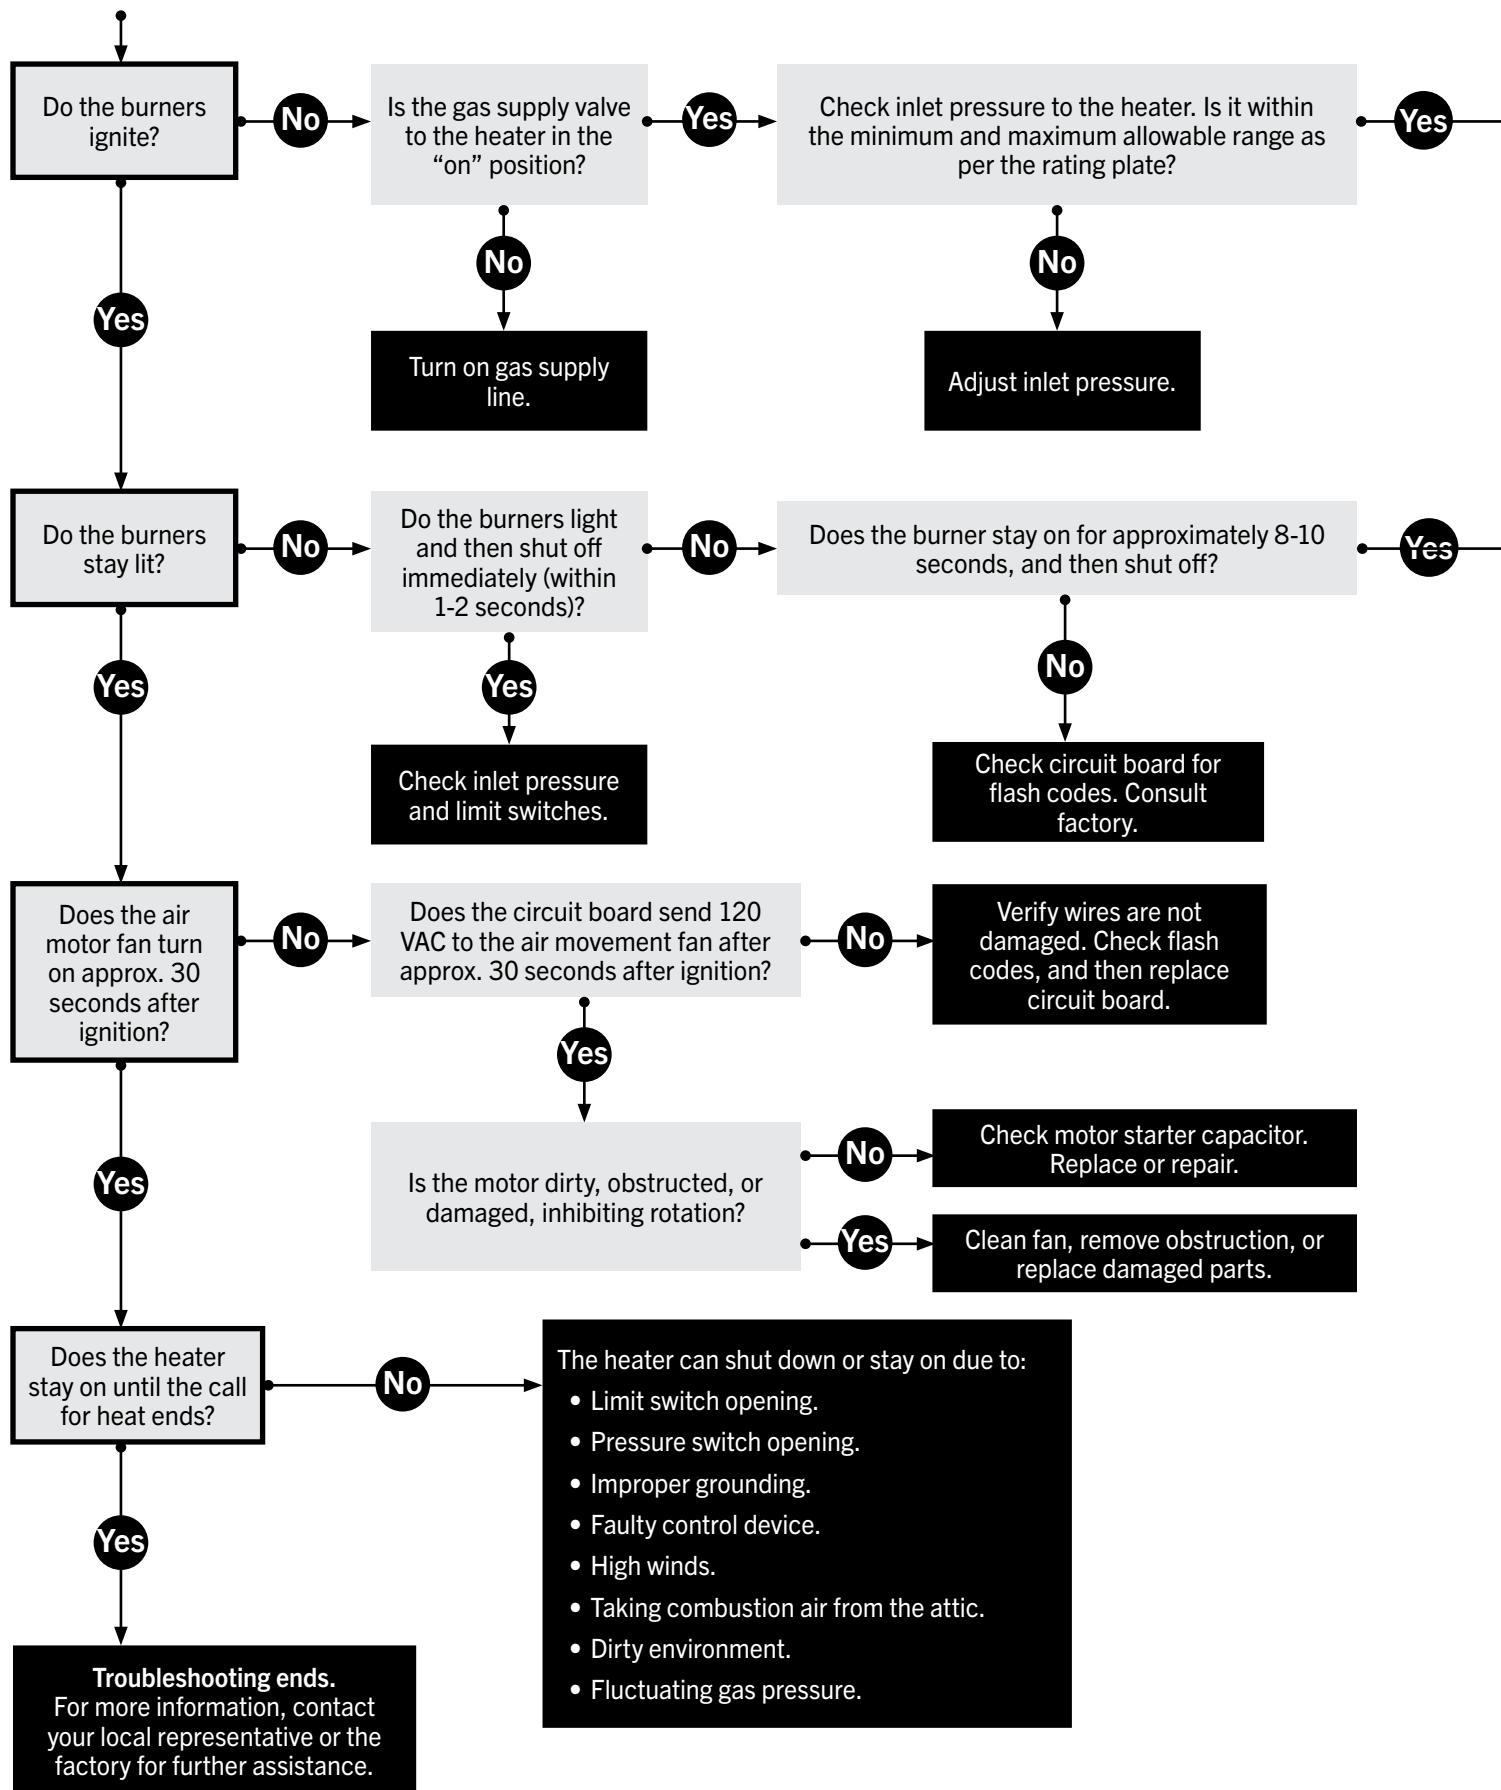 Do the burners
ignite?
No
Is the gas supply valve
to the heater in the
“on” position?
Yes
Check inlet pressure to the heater. Is it within
the minimum and maximum allowable range as
per the rating plate?
Yes
No
No
Yes
Turn on gas supply
line.
Adjust inlet pressure.
Do the burners
stay lit?
No
Do the burners light
and then shut off
immediately (within
1-2 seconds)?
No
Does the burner stay on for approximately 8-10
seconds, and then shut off?
Yes
Yes
Yes
No
Check inlet pressure
and limit switches.
Check circuit board for
flash codes. Consult
factory.
Does the air
motor fan turn
on approx. 30
seconds after
ignition?
No
Does the circuit board send 120
VAC to the air movement fan after
approx. 30 seconds after ignition?
No
Verify wires are not
damaged. Check flash
codes, and then replace
circuit board.
Yes
Yes
Is the motor dirty, obstructed, or
damaged, inhibiting rotation?
No
Check motor starter capacitor.
Replace or repair.
Yes
Clean fan, remove obstruction, or
replace damaged parts.
Does the heater
stay on until the call
for heat ends?
No
The heater can shut down or stay on due to:
• Limit switch opening.
• Pressure switch opening.
• Improper grounding.
• Faulty control device.
• High winds.
• Taking combustion air from the attic.
• Dirty environment.
• Fluctuating gas pressure.
Yes
Troubleshooting ends.
For more information, contact
your local representative or the
factory for further assistance.